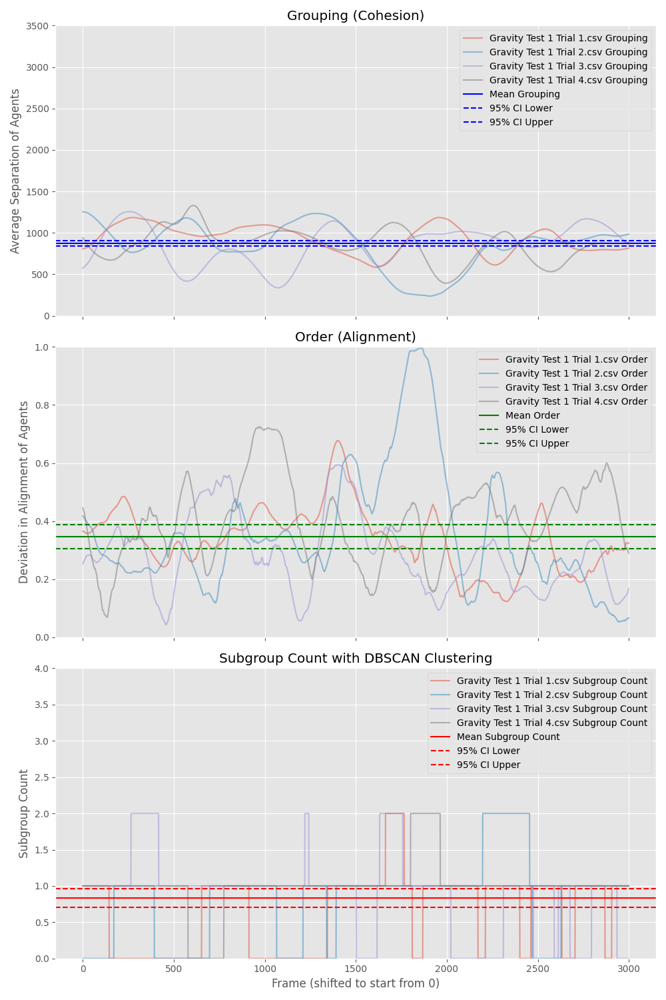 Grouping (Cohesion)
3500
3000
2500
2000
1500
1000
500
0
Average Separation of Agents
Gravity Test 1 Trial 1.csv Grouping
Gravity Test 1 Trial 2.csv Grouping
Gravity Test 1 Trial 3.csv Grouping
Gravity Test 1 Trial 4.csv Grouping
Mean Grouping
95% CI Lower
95% CI Upper
Order (Alignment)
1.0
0.8
0.6
0.4
0.2
0.0
Deviation in Alignment of Agents
Gravity Test 1 Trial 1.csv Order
Gravity Test 1 Trial 2.csv Order
Gravity Test 1 Trial 3.csv Order
Gravity Test 1 Trial 4.csv Order
Mean Order
95% CI Lower
95% CI Upper
Subgroup Count with DBSCAN Clustering
4.0
3.5
3.0
2.5
2.0
1.5
1.0
0.5
0.0
Subgroup Count
Gravity Test 1 Trial 1.csv Subgroup Count
Gravity Test 1 Trial 2.csv Subgroup Count
Gravity Test 1 Trial 3.csv Subgroup Count
Gravity Test 1 Trial 4.csv Subgroup Count
Mean Subgroup Count
95% CI Lower
95% CI Upper
0 500 1000 1500 2000 2500 3000
Frame (shifted to start from 0)